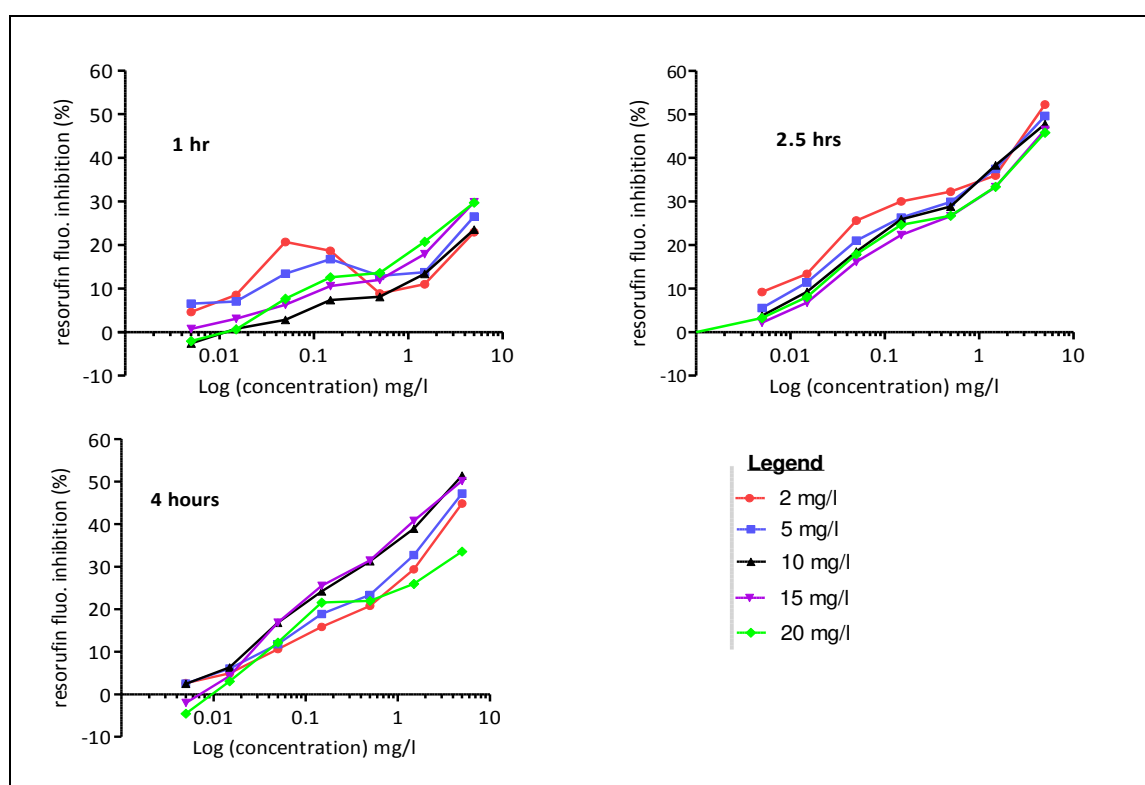 60
50
40
30
20
10
0
-10
resorufin fluo. inhibition (%)
1 hr
0.01 0.1 1 10
Log (concentration) mg/l
60
50
40
30
20
10
0
-10
resorufin fluo. inhibition (%)
2.5 hrs
0.01 0.1 1 10
Log (concentration) mg/l
60
50
40
30
20
10
0
-10
resorufin fluo. inhibition (%)
4 hours
0.01 0.1 1 10
Log (concentration) mg/l
Legend
2 mg/l
5 mg/l
10 mg/l
15 mg/l
20 mg/l